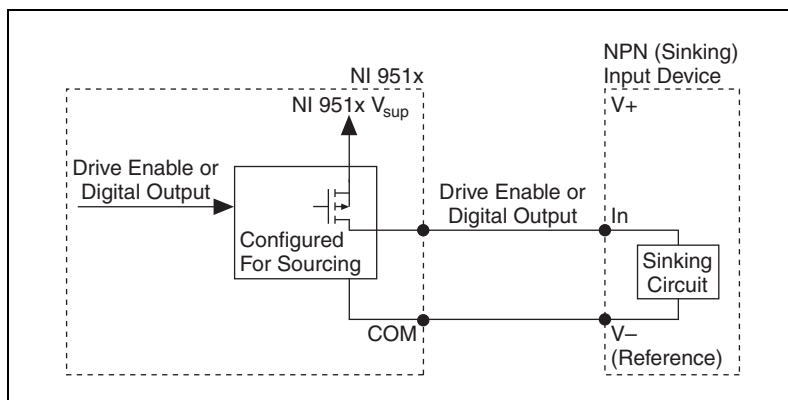 NPN (Sinking)
Input Device
NI 951x
V+
NI 951x Vsup
Drive Enable or
Digital Output
Drive Enable or
Digital Output
In
Configured
For Sourcing
Sinking
Circuit
COM
V–
(Reference)